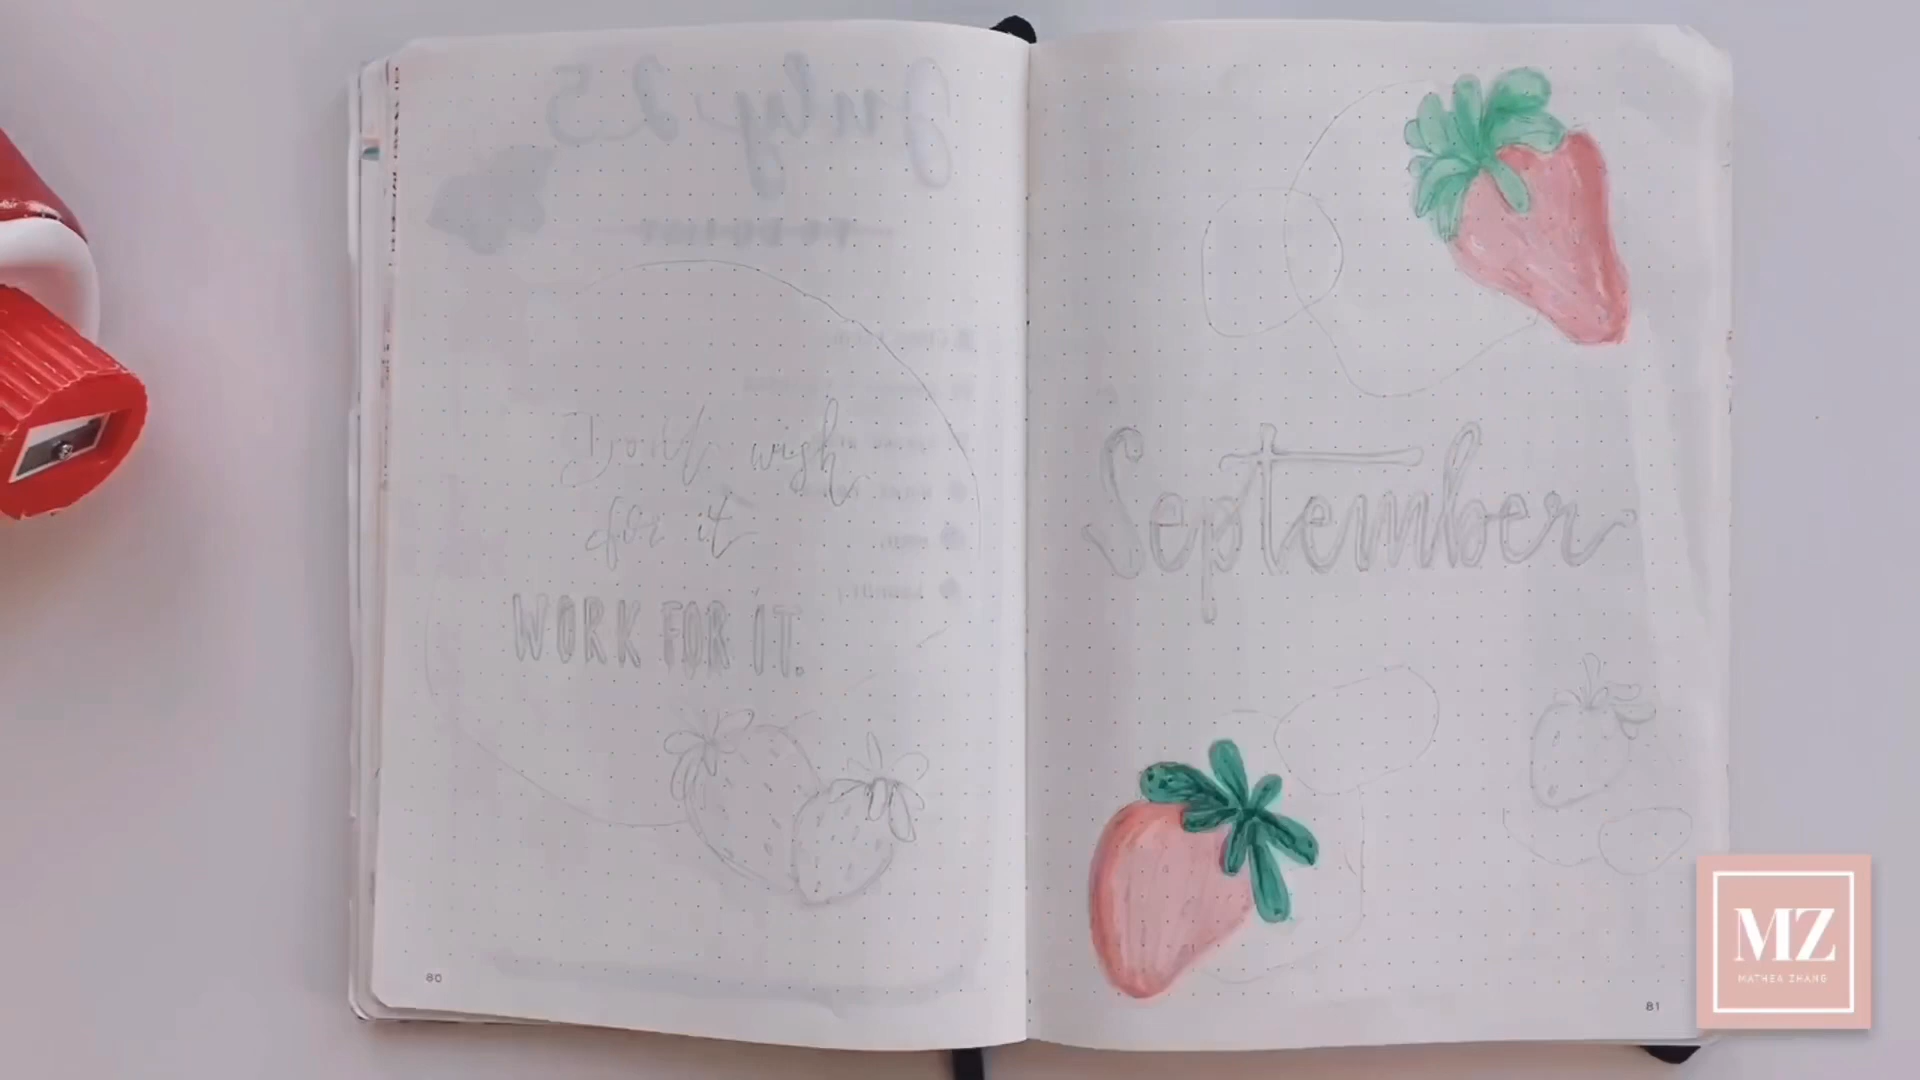 Don't wish
for it
WORK FOR IT.
80
September
81
MZ
MATHEA ZHANG